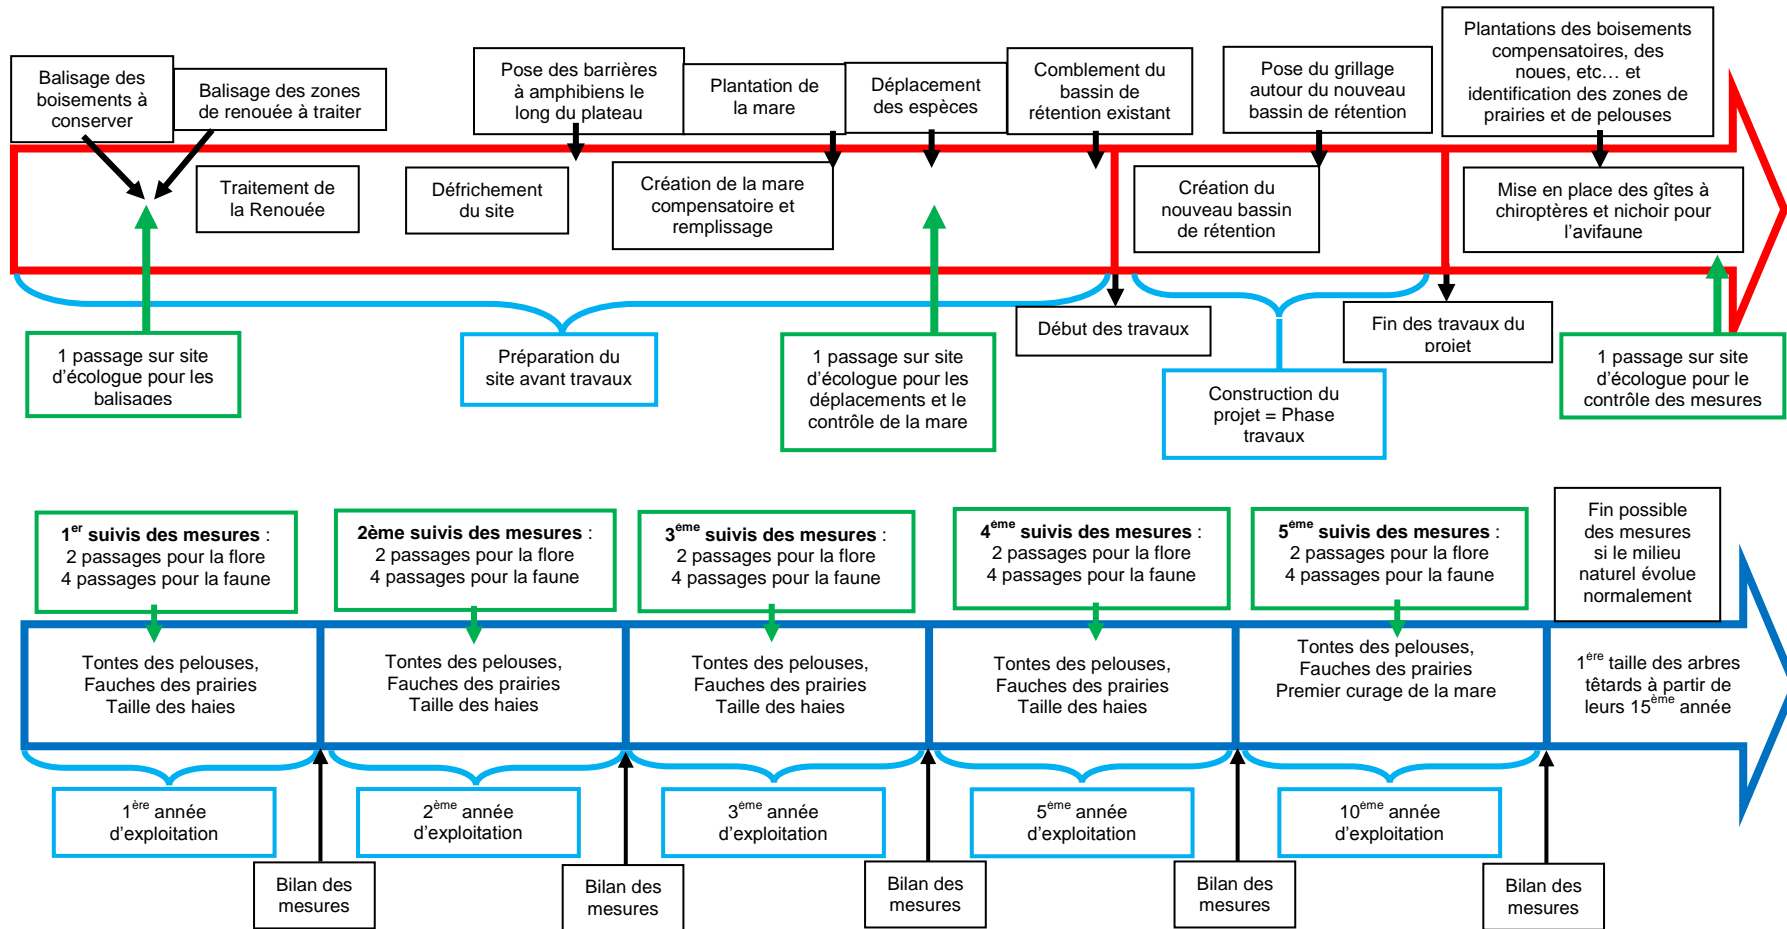 Balisage des
boisements à
conserver
Balisage des zones
de renouée à traiter
Pose des barrières
à amphibiens le
long du plateau
Plantation de
la mare
Déplacement
des espèces
Comblement du
bassin de
rétention existant
Pose du grillage
autour du nouveau
bassin de rétention
Plantations des boisements
compensatoires, des
noues, etc… et
identification des zones de
prairies et de pelouses
Traitement de
la Renouée
Défrichement
du site
Création de la mare
compensatoire et
remplissage
Création du
nouveau bassin
de rétention
Mise en place des gîtes à
chiroptères et nichoir pour
l'avifaune
1 passage sur site
d'écologue pour les
balisages
Préparation du
site avant travaux
1 passage sur site
d'écologue pour les
déplacements et le
contrôle de la mare
Début des travaux
Construction du
projet = Phase
travaux
Fin des travaux du
projet
1 passage sur site
d'écologue pour le
contrôle des mesures
1er suivis des mesures :
2 passages pour la flore
4 passages pour la faune
2ème suivis des mesures :
2 passages pour la flore
4 passages pour la faune
3ème suivis des mesures :
2 passages pour la flore
4 passages pour la faune
4ème suivis des mesures :
2 passages pour la flore
4 passages pour la faune
5ème suivis des mesures :
2 passages pour la flore
4 passages pour la faune
Fin possible
des mesures
si le milieu
naturel évolue
normalement
Tontes des pelouses,
Fauches des prairies
Taille des haies
Tontes des pelouses,
Fauches des prairies
Taille des haies
Tontes des pelouses,
Fauches des prairies
Taille des haies
Tontes des pelouses,
Fauches des prairies
Taille des haies
Tontes des pelouses,
Fauches des prairies
Premier curage de la mare
1ère taille des arbres
têtards à partir de
leurs 15ème année
1ère année
d'exploitation
2ème année
d'exploitation
3ème année
d'exploitation
5ème année
d'exploitation
10ème année
d'exploitation
Bilan des
mesures
Bilan des
mesures
Bilan des
mesures
Bilan des
mesures
Bilan des
mesures